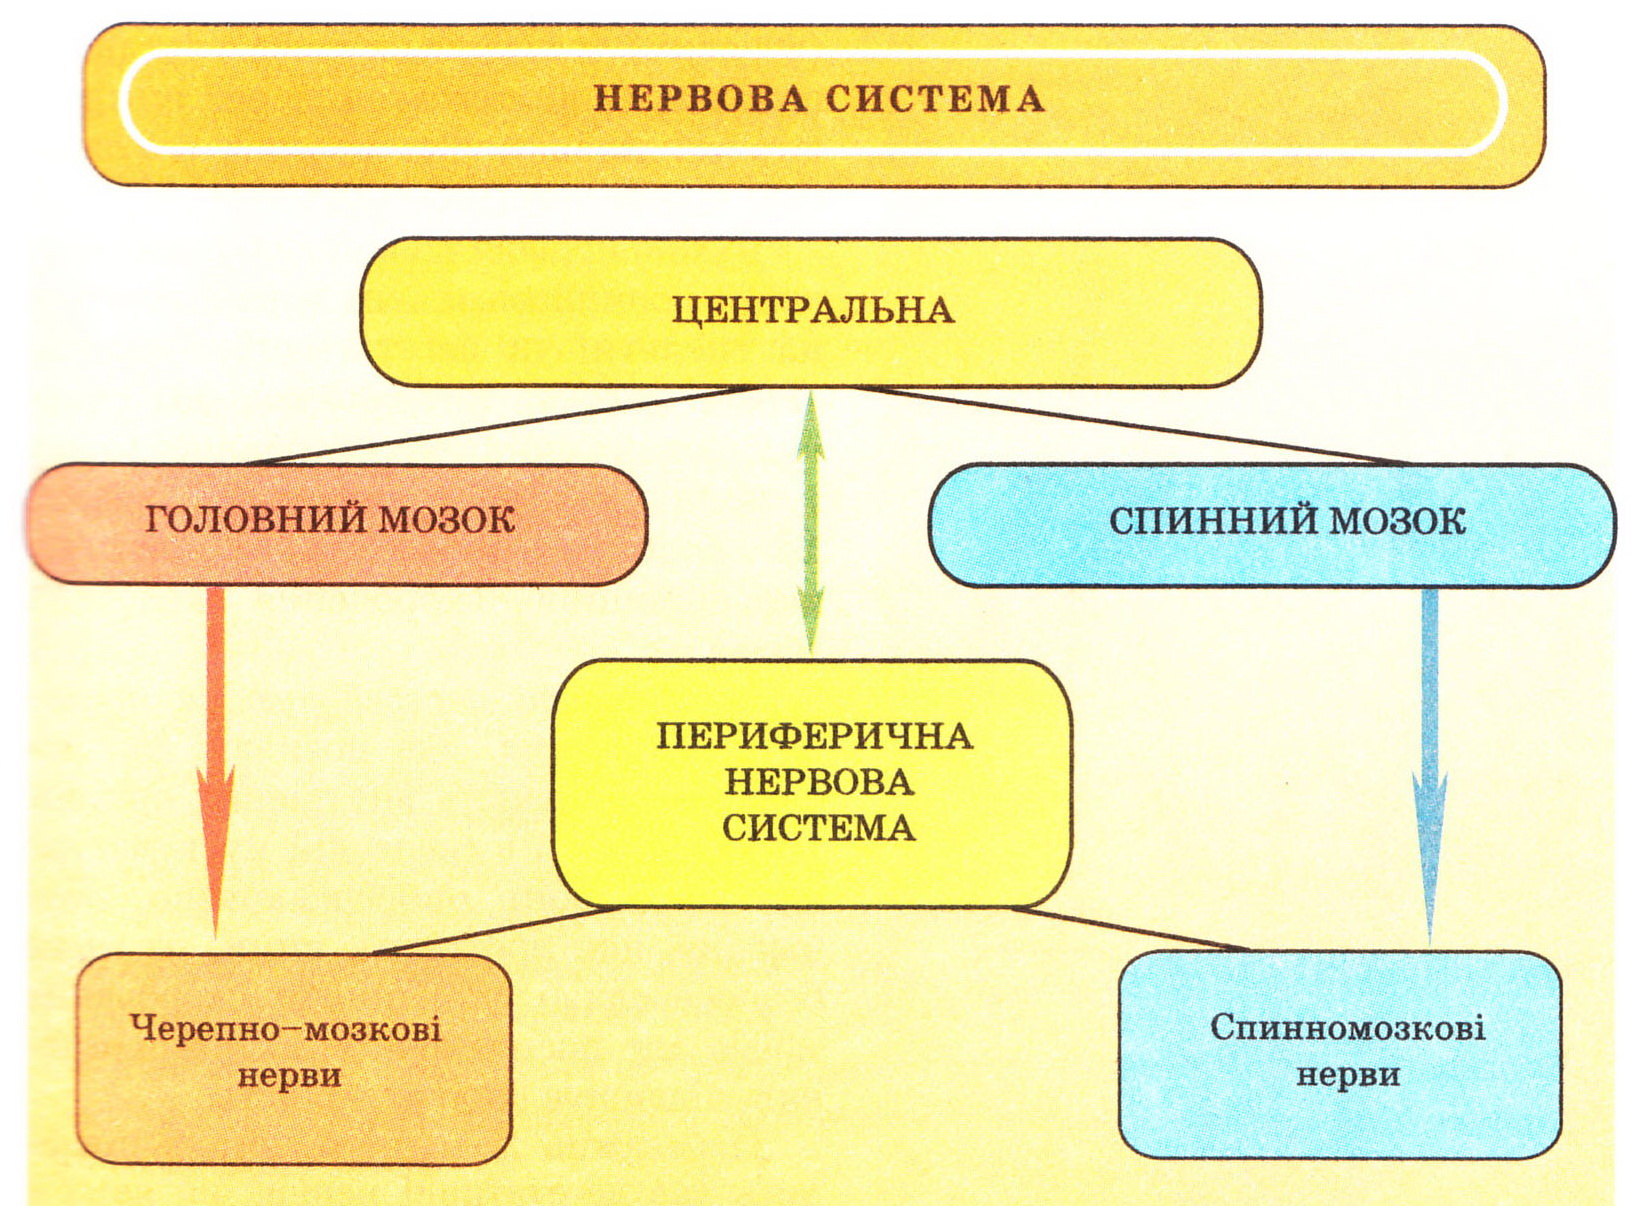 НЕРВОВА СИСТЕМА
ЦЕНТРАЛЬНА
ГОЛОВНИЙ МОЗОК
СПИННИЙ МОЗОК
ПЕРИФЕРИЧНА
НЕРВОВА
СИСТЕМА
Черепно–мозкові
нерви
Спинномозкові
нерви